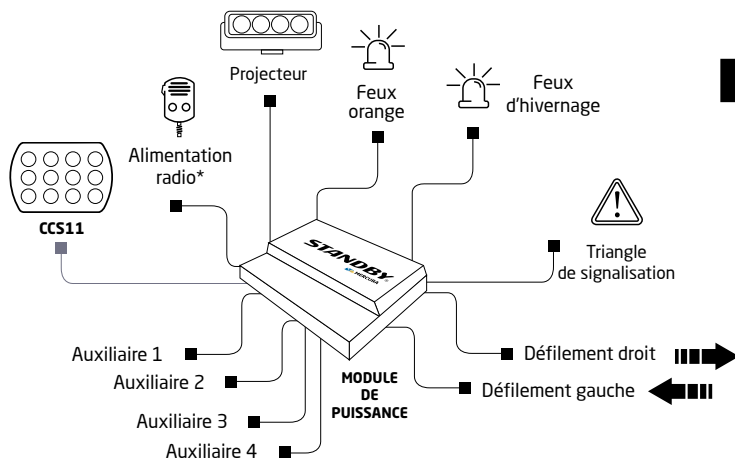 Projecteur
Feux
orange
Feux
d'hivernage
Alimentation
radio*
CCS11
STANDBY®
MERCURA
Triangle
de signalisation
Auxiliaire 1
Auxiliaire 2
Auxiliaire 3
Auxiliaire 4
MODULE
DE
PUISSANCE
Défilement droit
Défilement gauche